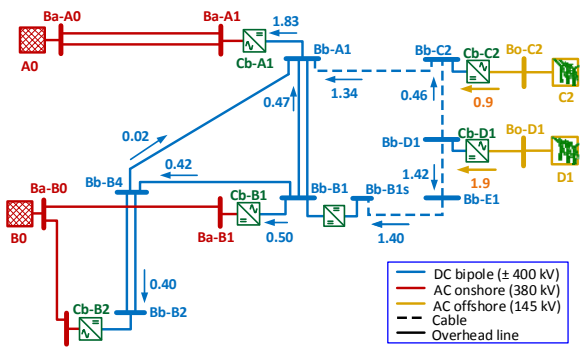 Ba-A0
Ba-A1
1.83
A0
Cb-A1
Bb-A1
Bb-C2
Cb-C2
Bo-C2
1.34
0.47
0.46
0.9
C2
0.02
Bb-D1
Cb-D1
Bo-D1
0.42
Bb-B4
1.42
1.9
D1
Ba-B0
Cb-B1
Bb-B1
Bb-B1s
Bb-E1
B0
Ba-B1
0.50
1.40
0.40
Cb-B2
Bb-B2
DC bipole (± 400 kV)
AC onshore (380 kV)
AC offshore (145 kV)
Cable
Overhead line